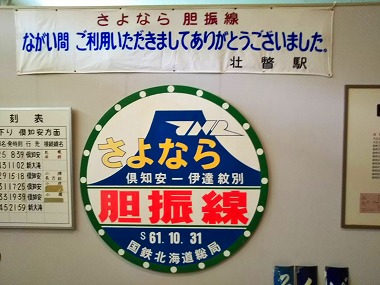 さよなら 胆振線
ながい間 ご利用いただきましてありがとうございました。
壮瞥駅
刻表
下り 倶知安方面
JNR
さよなら
倶知安ー伊達紋別
胆振線
S 61.10.31
国鉄北海道総局